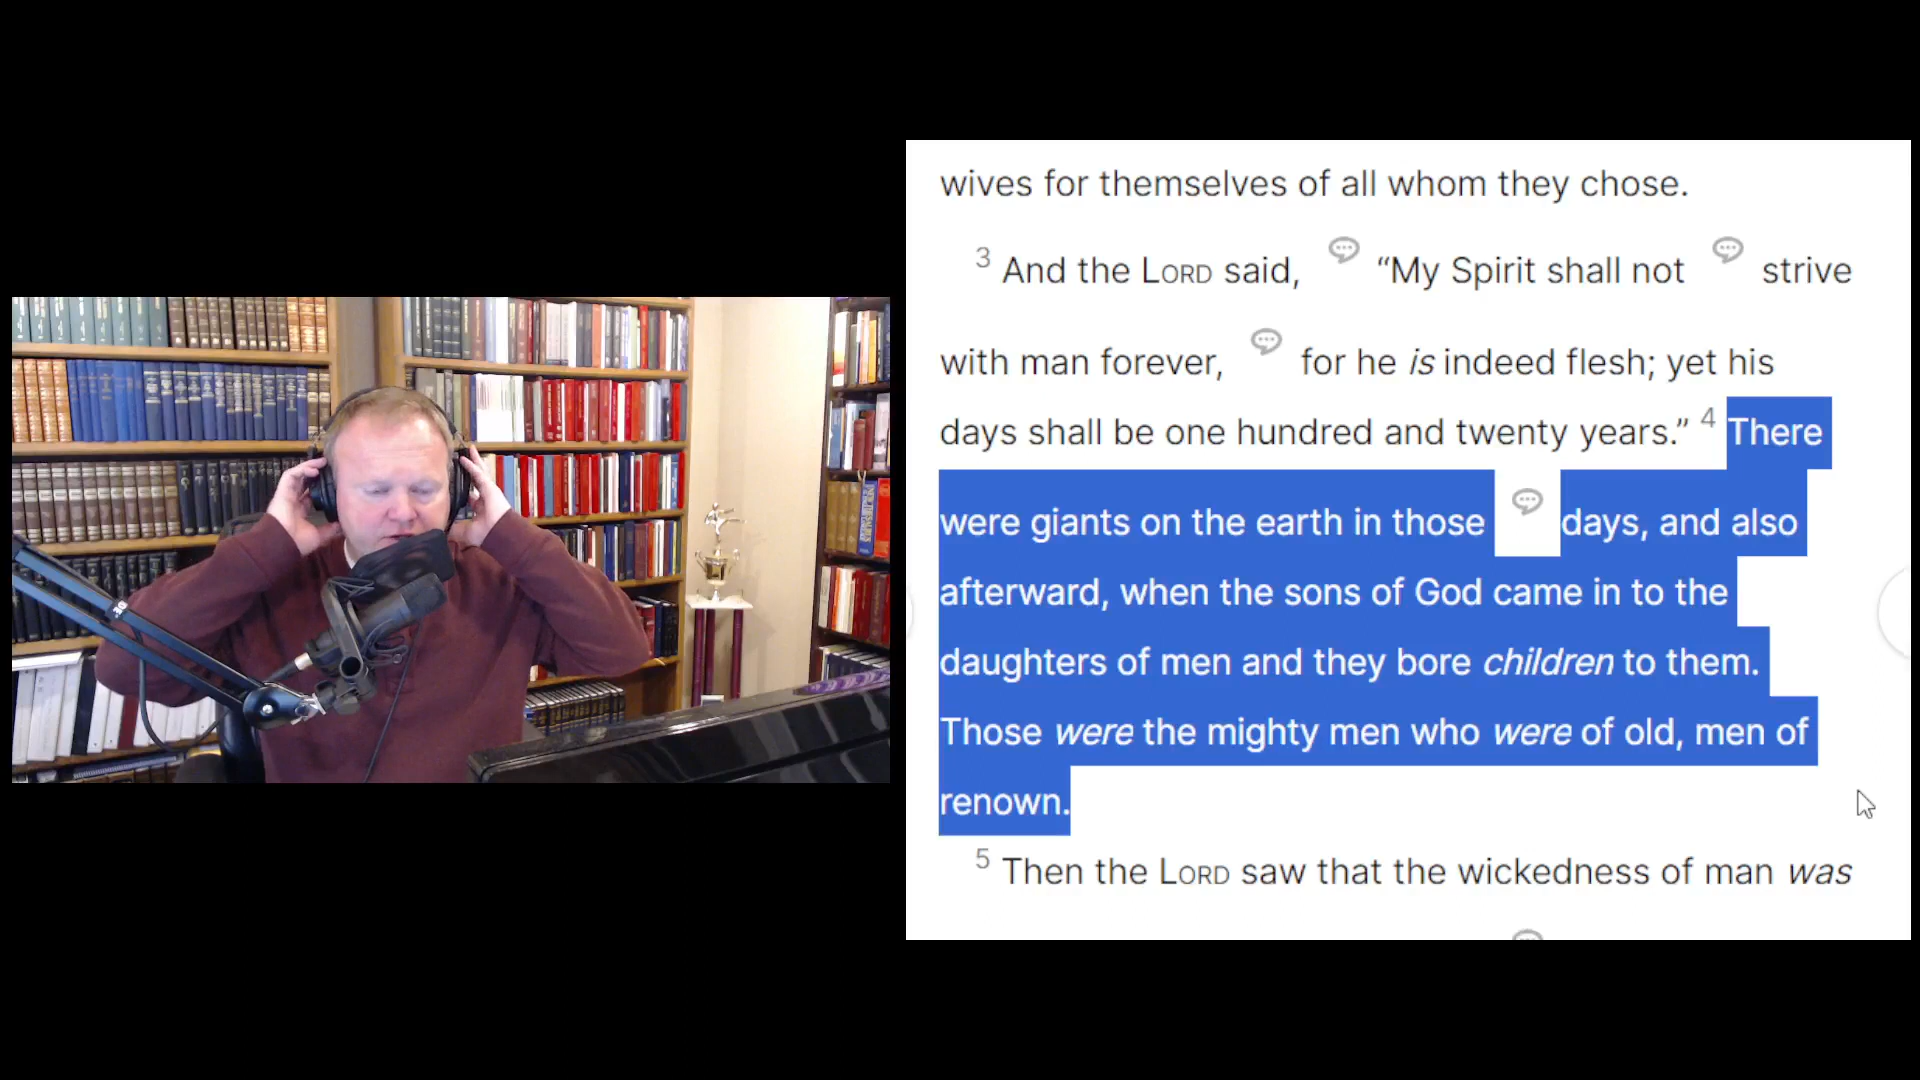 wives for themselves of all whom they chose.
3 And the LORD said, “My Spirit shall not strive
with man forever, for he is indeed flesh; yet his
days shall be one hundred and twenty years.” 4 There
were giants on the earth in those days, and also
afterward, when the sons of God came in to the
daughters of men and they bore children to them.
Those were the mighty men who were of old, men of
renown.
5 Then the LORD saw that the wickedness of man was